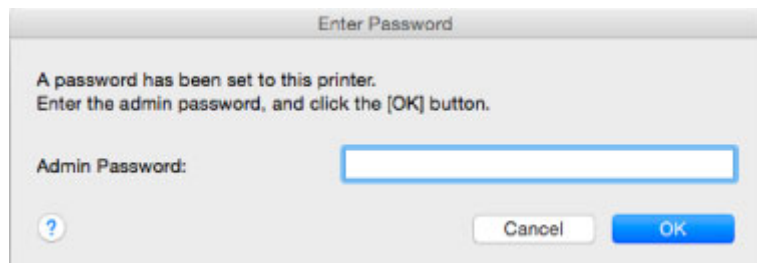 Enter Password
A password has been set to this printer.
Enter the admin password, and click the [OK] button.
Admin Password:
?
Cancel
OK